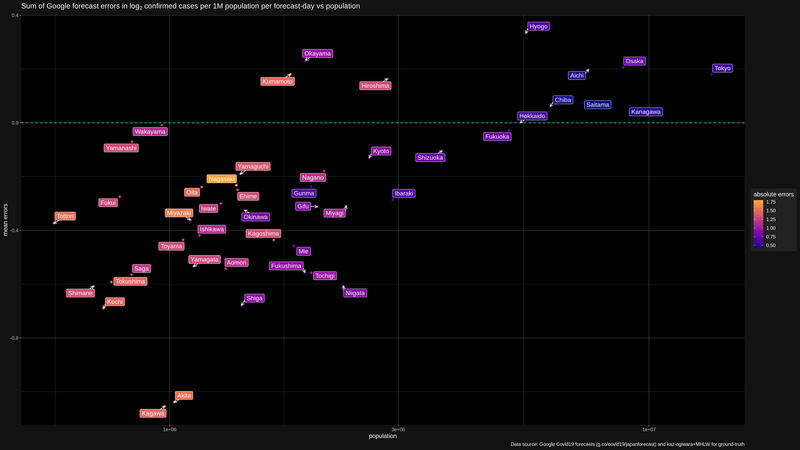 Sum of Google forecast errors in log₂ confirmed cases per 1M population per forecast-day vs population
0.4
Hyogo
Okayama
Osaka
Tokyo
Aichi
Kumamoto
Hiroshima
Chiba
Saitama
Kanagawa
Hokkaido
0.0
Wakayama
Fukuoka
Yamanashi
Kyoto
Shizuoka
Yamaguchi
Nagasaki
Nagano
Oita
Ehime
Gunma
Ibaraki
Fukui
Iwate
Gifu
Miyagi
Miyazaki
Tottori
Okinawa
-0.4
Ishikawa
Kagoshima
Toyama
Mie
Yamagata
Aomori
Fukushima
Saga
Tochigi
Tokushima
Shimane
Niigata
Kochi
Shiga
-0.8
Akita
Kagawa
mean errors
1e+06
3e+06
1e+07
population
absolute errors
1.75
1.50
1.25
1.00
0.75
0.50
Data source: Google Covid19 forecasts (g.co/covid19/japanforecast) and kaz-ogiwara+MHLW for ground-truth